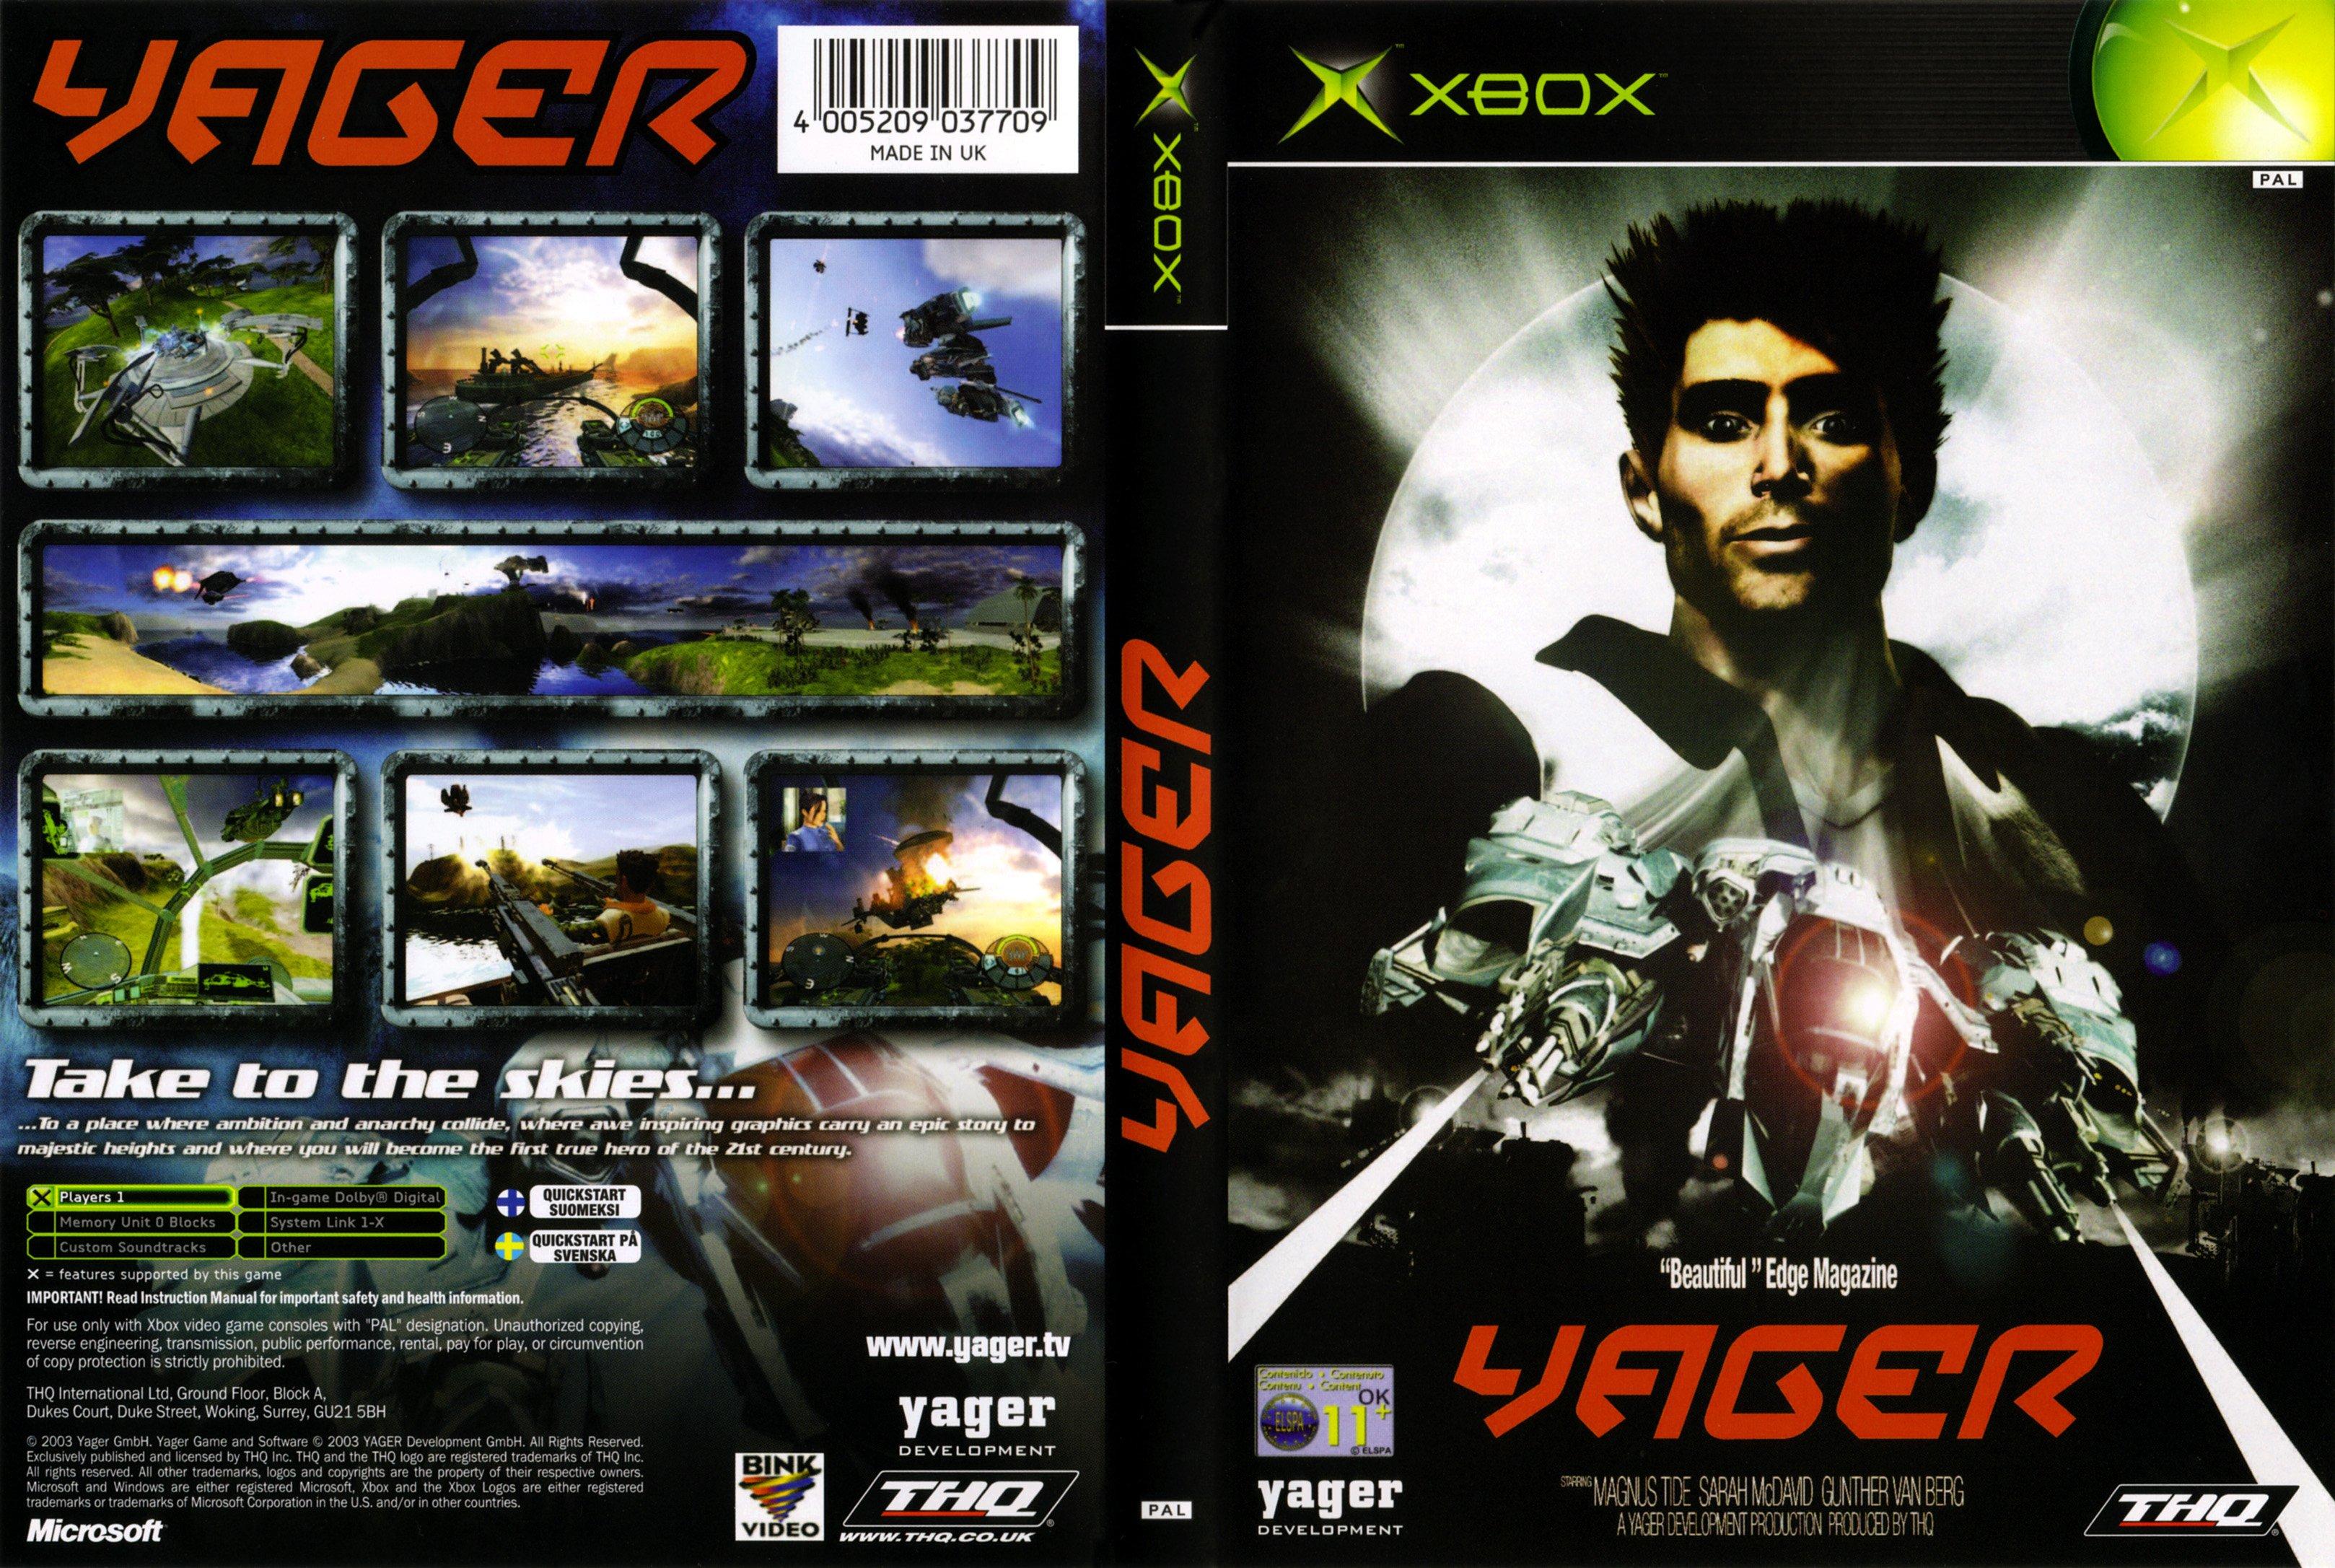 YAGER
4 005209 037709
MADE IN UK
Take to the skies...
...To a place where ambition and anarchy collide, where awe inspiring graphics carry an epic story to
majestic heights and where you will become the first true hero of the 21st century.
X Players 1
In-game Dolby® Digital
Memory Unit 0 Blocks
System Link 1-X
Custom Soundtracks
Other
QUICKSTART
SUOMEKSI
QUICKSTART PÅ
SVENSKA
X = features supported by this game
IMPORTANT! Read Instruction Manual for important safety and health information.
For use only with Xbox video game consoles with "PAL" designation. Unauthorized copying,
reverse engineering, transmission, public performance, rental, pay for play, or circumvention
of copy protection is strictly prohibited.
THQ International Ltd, Ground Floor, Block A,
Dukes Court, Duke Street, Woking, Surrey, GU21 5BH
© 2003 Yager GmbH. Yager Game and Software © 2003 YAGER Development GmbH. All Rights Reserved.
Exclusively published and licensed by THQ Inc. THQ and the THQ logo are registered trademarks of THQ Inc.
All rights reserved. All other trademarks, logos and copyrights are the property of their respective owners.
Microsoft and Windows are either registered Microsoft, Xbox and the Xbox Logos are either registered
trademarks or trademarks of Microsoft Corporation in the U.S. and/or in other countries.
Microsoft
www.yager.tv
yager
DEVELOPMENT
BINK
VIDEO
THQ®
WWW.THQ.CO.UK
XBOX™
YAGER
PAL
XBOX™
PAL
"Beautiful" Edge Magazine
YAGER
Contenido • Contenuto
Contenu • Content
OK
ELSPA
11+
© ELSPA
yager
DEVELOPMENT
STARRING MAGNUS TIDE SARAH McDAVID GUNTHER VAN BERG
A YAGER DEVELOPMENT PRODUCTION PRODUCED BY THQ
THQ®